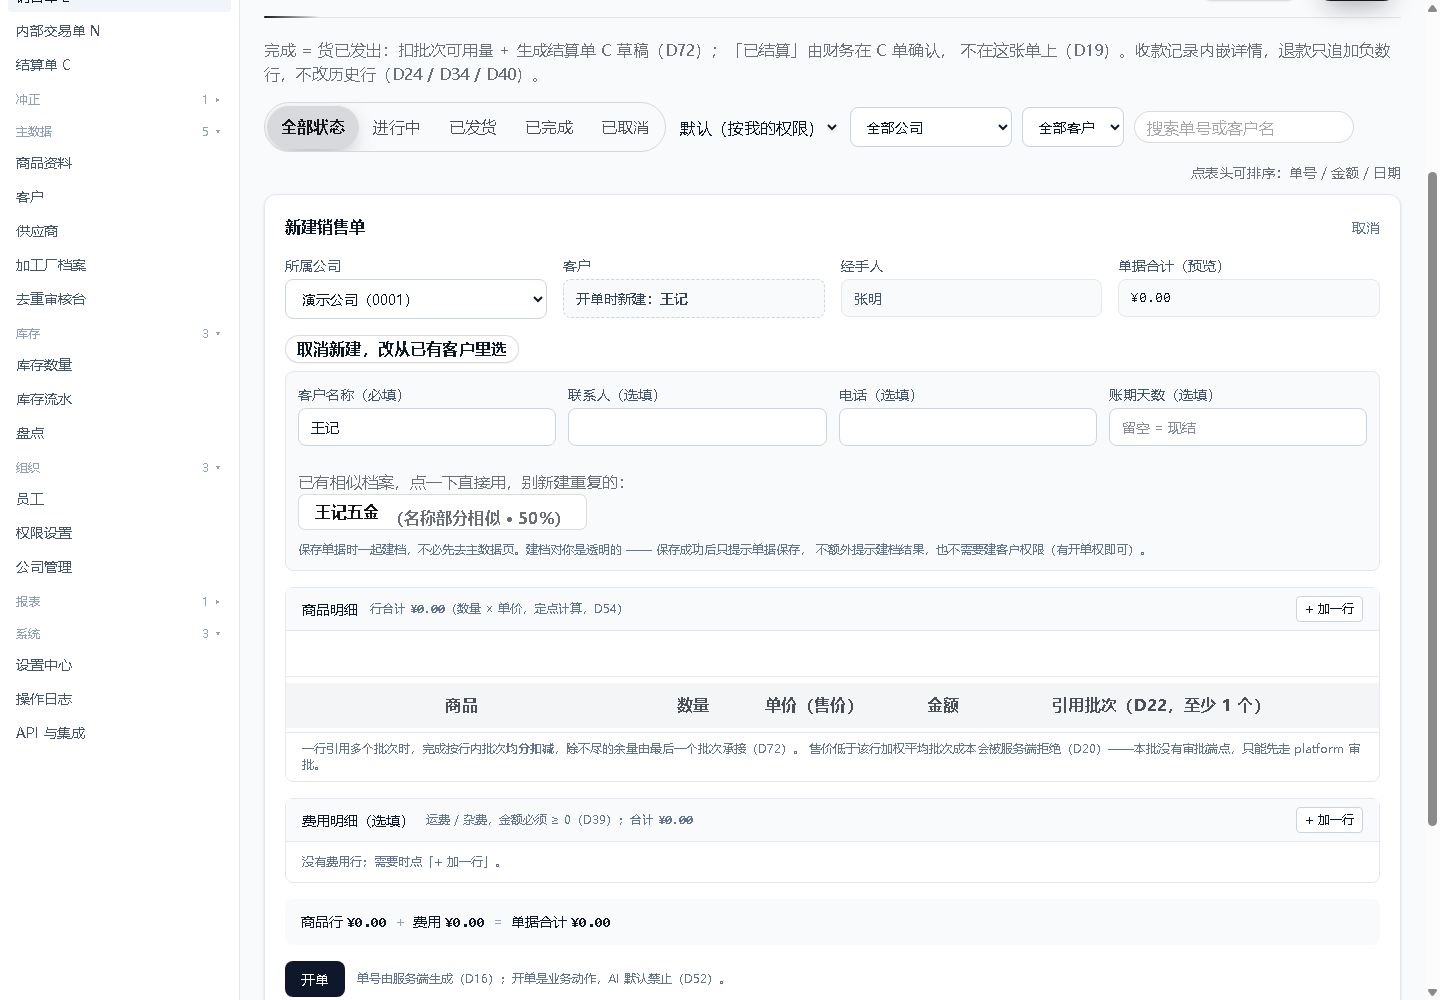 内部交易单 N
结算单 C
冲正 1
主数据 5
商品资料
客户
供应商
加工厂档案
去重审核台
库存 3
库存数量
库存流水
盘点
组织 3
员工
权限设置
公司管理
报表 1
系统 3
设置中心
操作日志
API 与集成
完成 = 货已发出：扣批次可用量 + 生成结算单 C 草稿（D72）；「已结算」由财务在 C 单确认， 不在这张单上（D19）。收款记录内嵌详情，退款只追加负数
行，不改历史行（D24 / D34 / D40）。
全部状态 进行中 已发货 已完成 已取消 默认（按我的权限） 全部公司 全部客户 搜索单号或客户名
点表头可排序：单号 / 金额 / 日期
新建销售单 取消
所属公司 客户 经手人 单据合计（预览）
演示公司（0001） 开单时新建：王记 张明 ¥0.00
取消新建，改从已有客户里选
客户名称（必填） 联系人（选填） 电话（选填） 账期天数（选填）
王记 留空 = 现结
已有相似档案，点一下直接用，别新建重复的：
王记五金 （名称部分相似 • 50%）
保存单据时一起建档，不必先去主数据页。建档对你是透明的 —— 保存成功后只提示单据保存， 不额外提示建档结果，也不需要建客户权限（有开单权即可）。
商品明细 行合计 ¥0.00（数量 × 单价，定点计算，D54） + 加一行
商品 数量 单价（售价） 金额 引用批次（D22，至少 1 个）
一行引用多个批次时，完成按行内批次均分扣减，除不尽的余量由最后一个批次承接（D72）。 售价低于该行加权平均批次成本会被服务端拒绝（D20）——本批没有审批端点，只能先走 platform 审
批。
费用明细（选填） 运费 / 杂费，金额必须 ≥ 0（D39）；合计 ¥0.00 + 加一行
没有费用行；需要时点「+ 加一行」。
商品行 ¥0.00 + 费用 ¥0.00 = 单据合计 ¥0.00
开单 单号由服务端生成（D16）；开单是业务动作，AI 默认禁止（D52）。